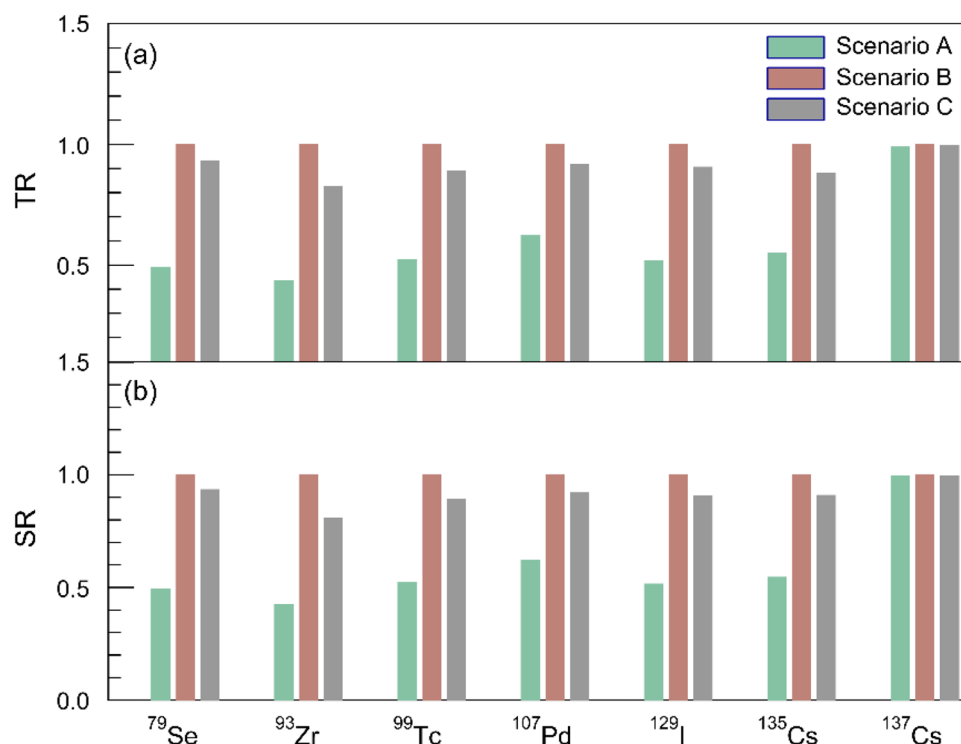 1.5
(a)
Scenario A
Scenario B
Scenario C
1.0
TR
0.5
1.5
(b)
1.0
SR
0.5
0.0
⁷⁹Se ⁹³Zr ⁹⁹Tc ¹⁰⁷Pd ¹²⁹I ¹³⁵Cs ¹³⁷Cs